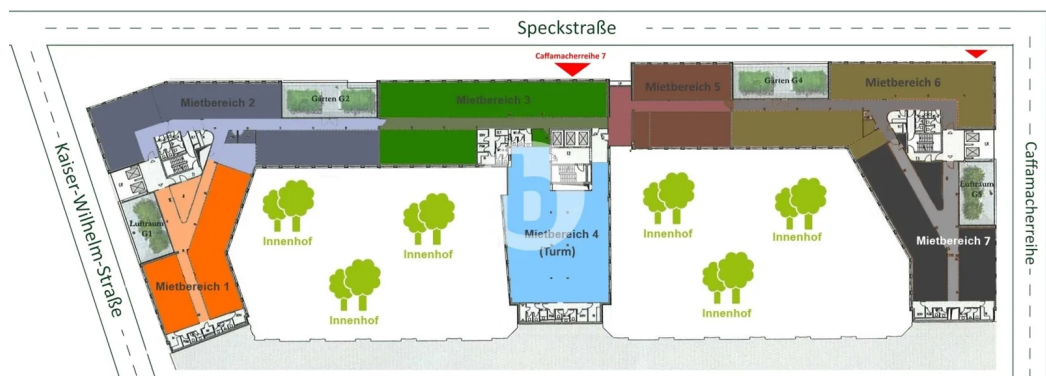 Speckstraße
Caffamacherreihe 7
Mietbereich 2
Gärten G2
Mietbereich 3
Mietbereich 5
Gärten G4
Mietbereich 6
Kaiser-Wilhelm-Straße
Caffamacherreihe
Luftraum
G1
Luftraum
Innenhof
Innenhof
Innenhof
b
Mietbereich 4
(Turm)
Innenhof
Innenhof
Innenhof
Mietbereich 7
Mietbereich 1